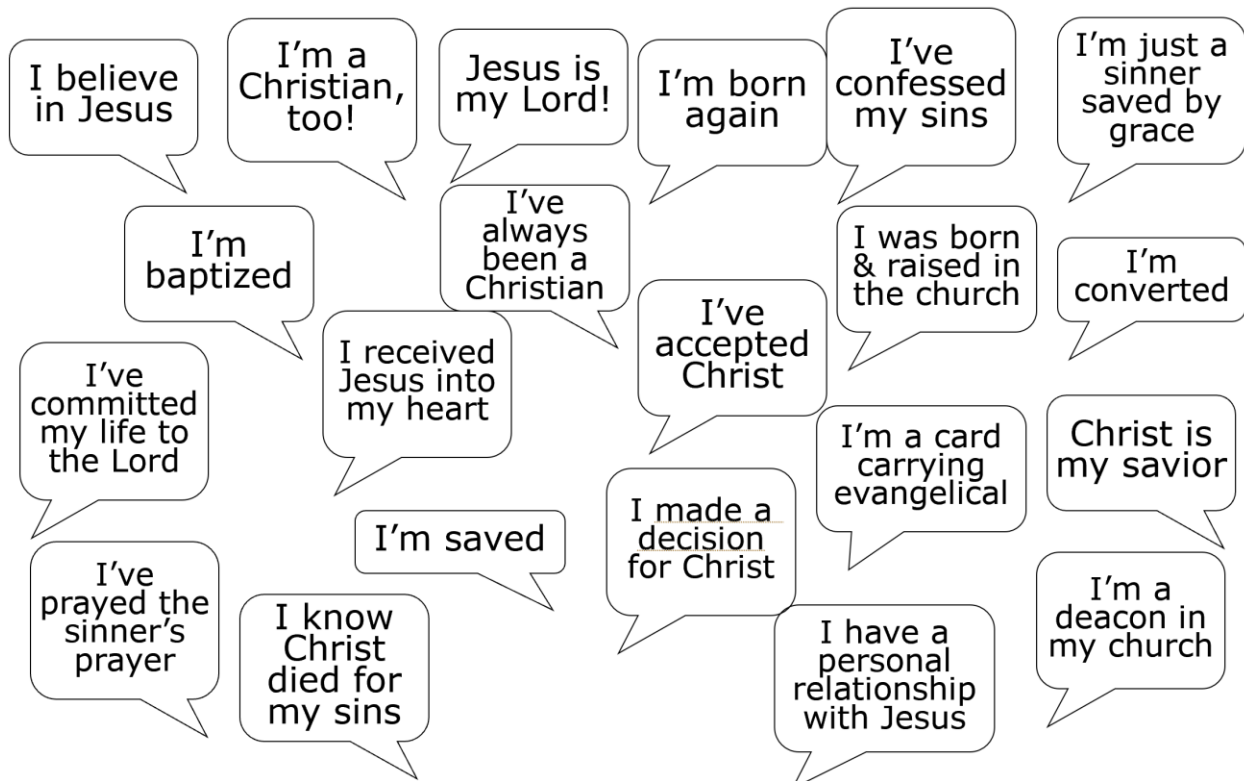 I believe
in Jesus
I'm a
Christian,
too!
Jesus is
my Lord!
I'm born
again
I've
confessed
my sins
I'm just a
sinner
saved by
grace
I'm
baptized
I've
always
been a
Christian
I was born
& raised in
the church
I'm
converted
I received
Jesus into
my heart
I've
accepted
Christ
I've
committed
my life to
the Lord
I'm a card
carrying
evangelical
Christ is
my savior
I'm saved
I made a
decision
for Christ
I've
prayed the
sinner's
prayer
I know
Christ
died for
my sins
I have a
personal
relationship
with Jesus
I'm a
deacon in
my church